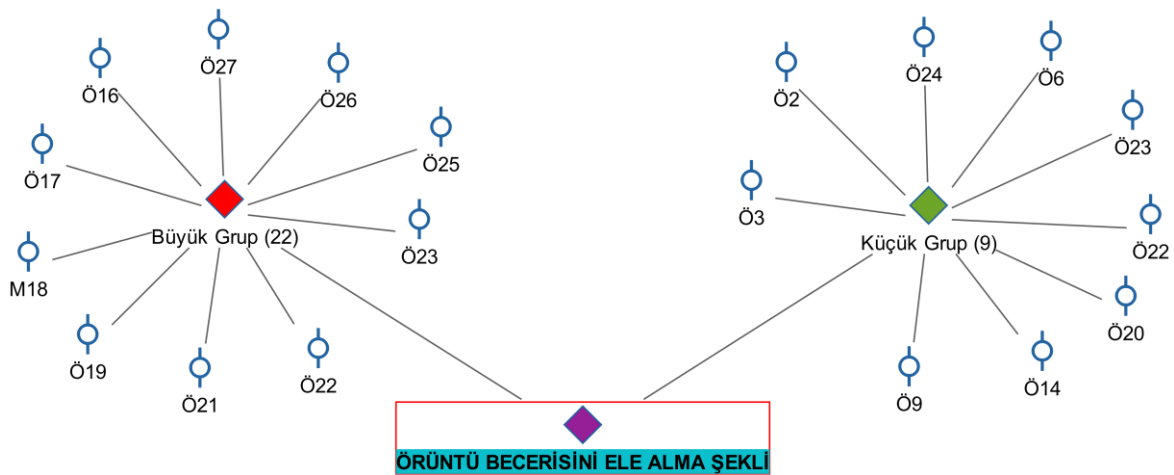 Ö27
Ö16
Ö26
Ö25
Ö17
Ö23
Büyük Grup (22)
M18
Ö19
Ö21
Ö22
Ö24
Ö6
Ö2
Ö23
Ö3
Ö22
Küçük Grup (9)
Ö20
Ö14
Ö9
ÖRÜNTÜ BECERİSİNİ ELE ALMA ŞEKLİ